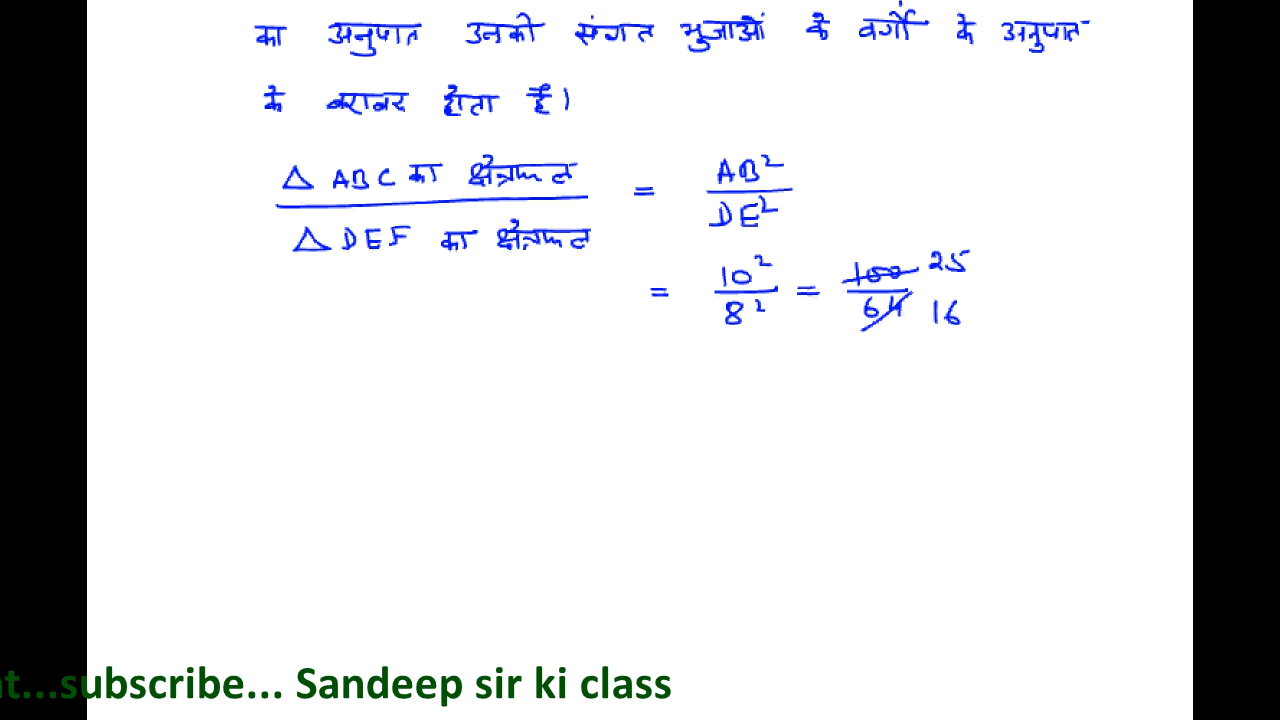 का अनुपात उनकी संगत भुजाओं के वर्गों के अनुपात
के बराबर होता है।
△ ABC का क्षेत्रफल / △ DEF का क्षेत्रफल = AB² / DE²
= 10² / 8² = 100 / 64 25 / 16
...subscribe... Sandeep sir ki class